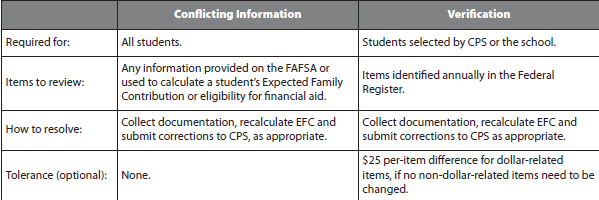 Conflicting Information Verification
Required for: All students. Students selected by CPS or the school.
Items to review: Any information provided on the FAFSA or
used to calculate a student's Expected Family
Contribution or eligibility for financial aid.
Items identified annually in the Federal
Register.
How to resolve: Collect documentation, recalculate EFC and
submit corrections to CPS, as appropriate.
Collect documentation, recalculate EFC and
submit corrections to CPS as appropriate.
Tolerance (optional): None.
$25 per-item difference for dollar-related
items, if no non-dollar-related items need to be
changed.